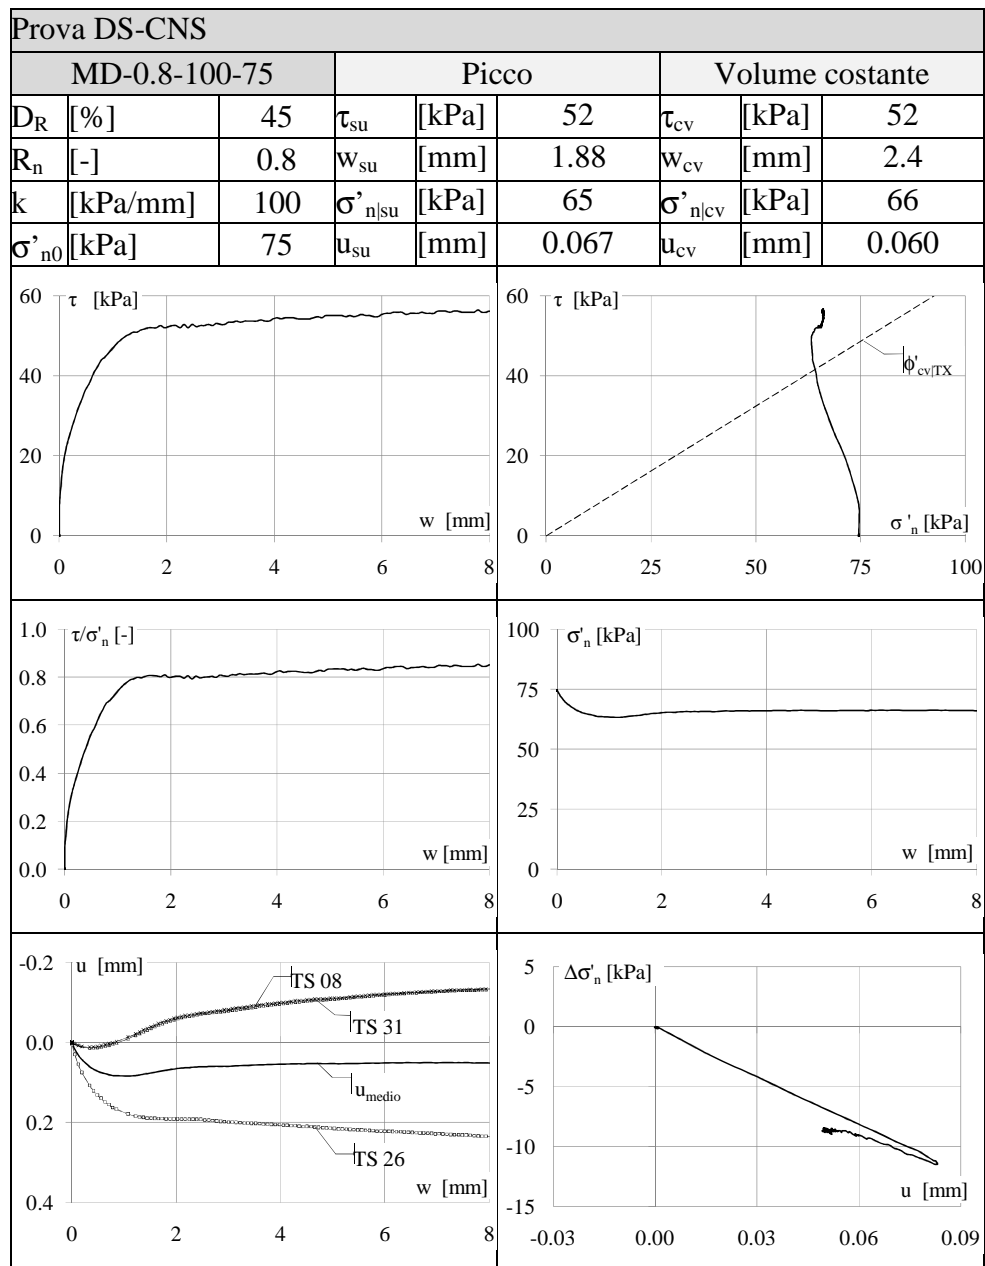 Prova DS-CNS
MD-0.8-100-75 Picco Volume costante
D_R [%] 45 τ_su [kPa] 52 τ_cv [kPa] 52
R_n [-] 0.8 w_su [mm] 1.88 w_cv [mm] 2.4
k [kPa/mm] 100 σ'_n|su [kPa] 65 σ'_n|cv [kPa] 66
σ'_n0 [kPa] 75 u_su [mm] 0.067 u_cv [mm] 0.060
60 τ [kPa]
40
20
w [mm]
0
0 2 4 6 8
60 τ [kPa]
ϕ'_cv|TX
40
20
σ'_n [kPa]
0
0 25 50 75 100
1.0 τ/σ'_n [-]
0.8
0.6
0.4
0.2
w [mm]
0.0
0 2 4 6 8
100 σ'_n [kPa]
75
50
25
w [mm]
0
0 2 4 6 8
-0.2 u [mm]
TS 08
TS 31
0.0
u_medio
0.2
TS 26
w [mm]
0.4
0 2 4 6 8
5 Δσ'_n [kPa]
0
-5
-10
u [mm]
-15
-0.03 0.00 0.03 0.06 0.09